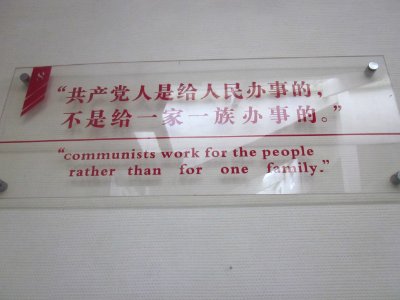 “共产党人是给人民办事的，
不是给一家一族办事的。”
“communists work for the people
rather than for one family.”